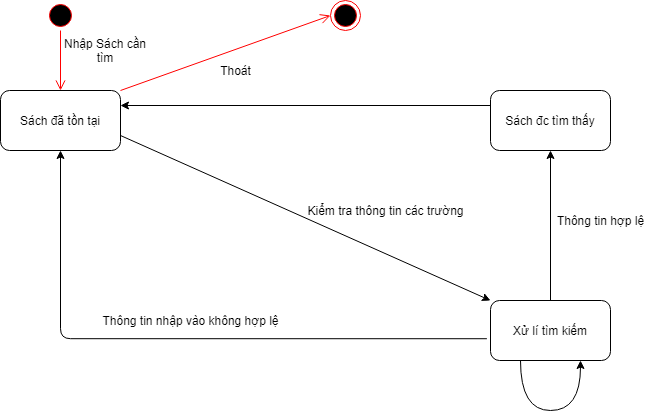 Nhập Sách cần
tìm
Thoát
Sách đã tồn tại
Sách đc tìm thấy
Kiểm tra thông tin các trường
Thông tin hợp lệ
Thông tin nhập vào không hợp lệ
Xử lí tìm kiếm